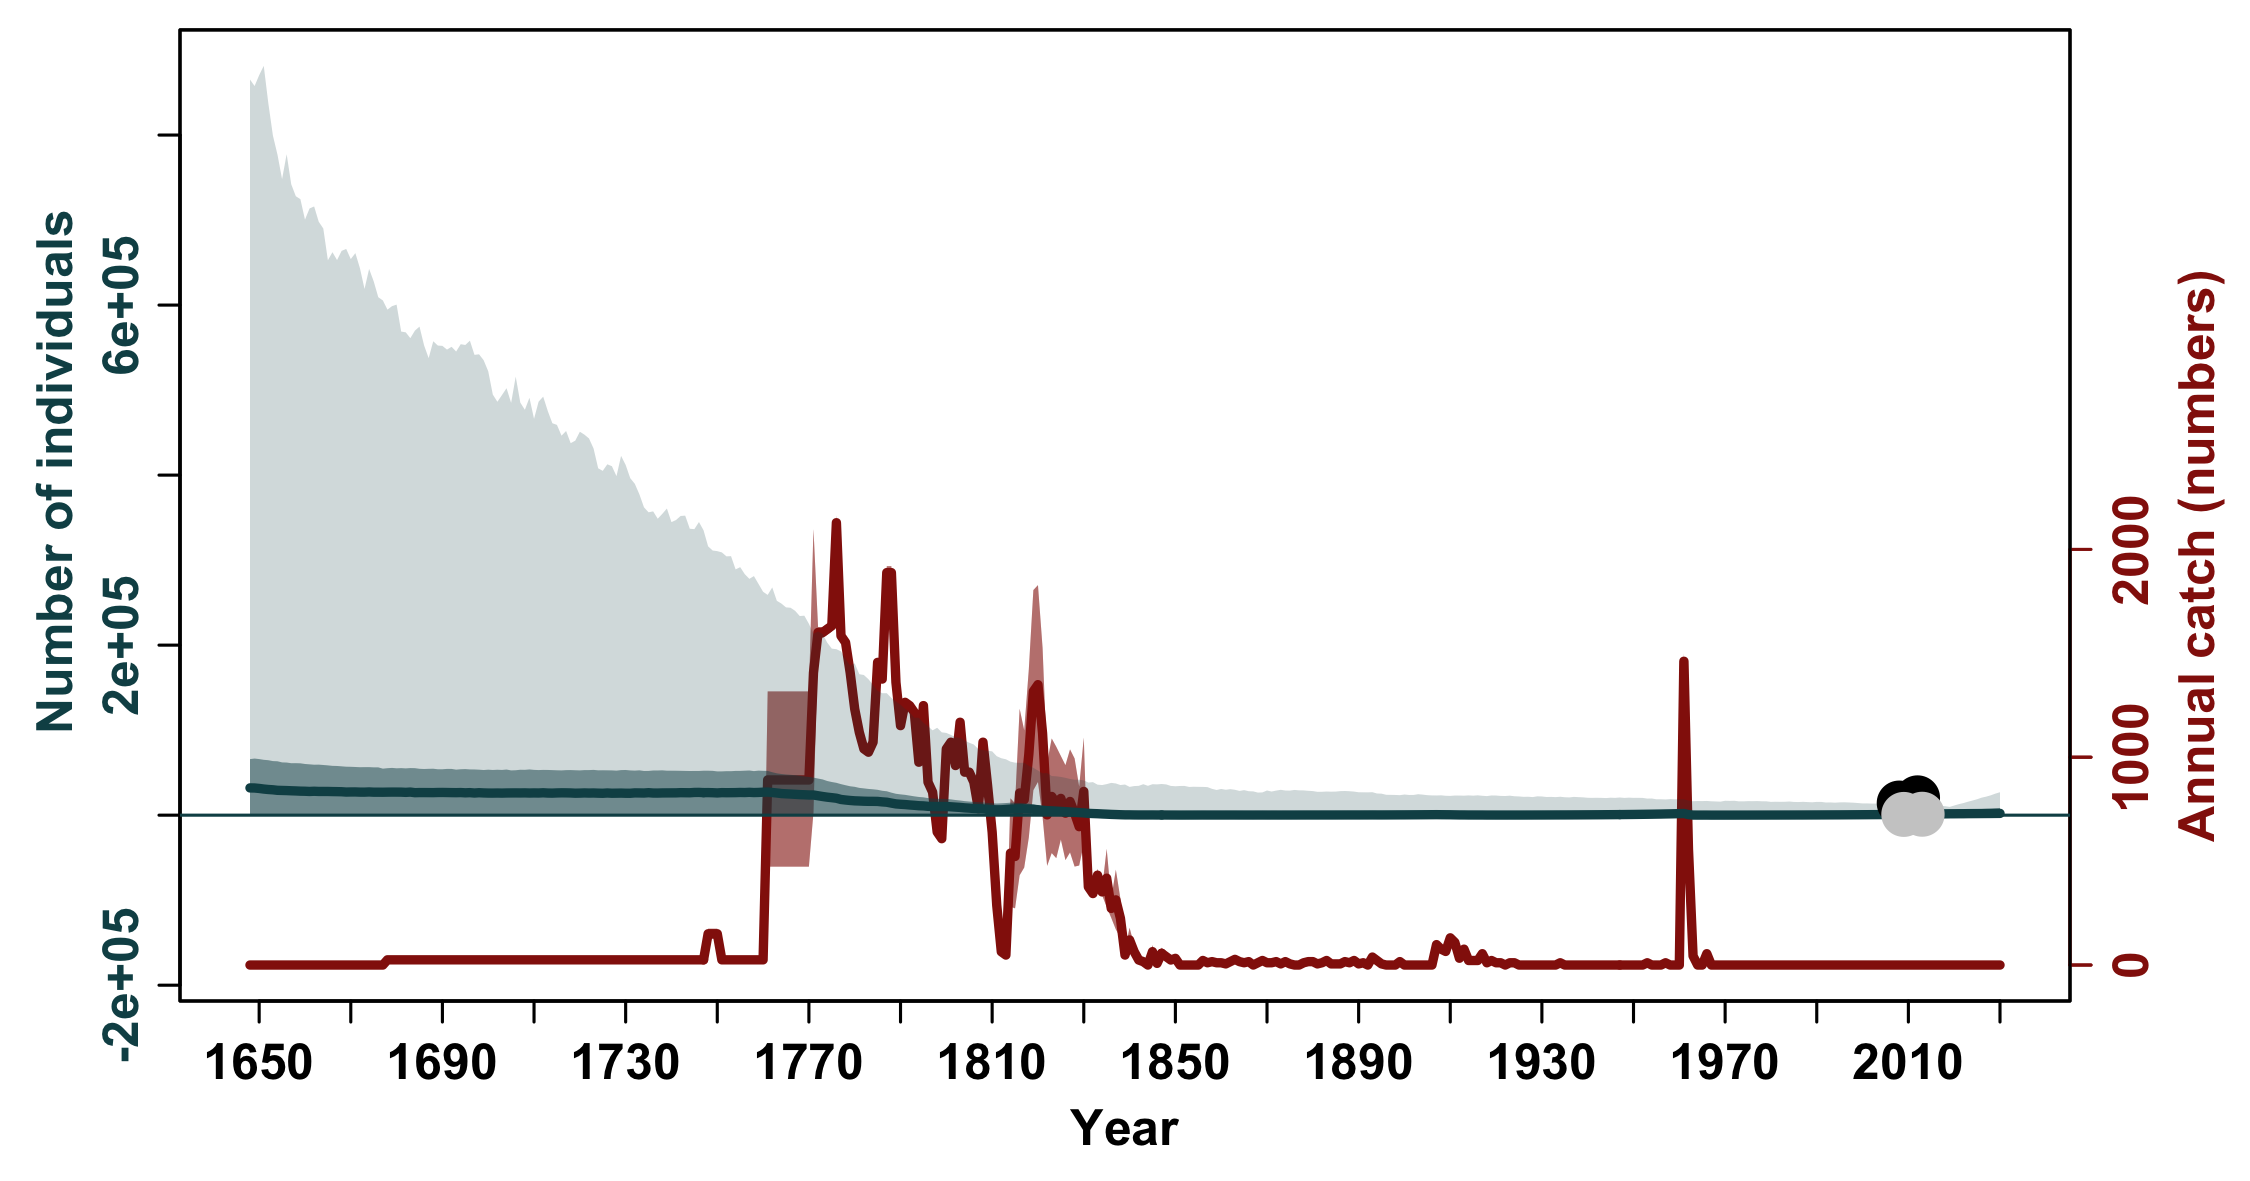 Number of individuals
6e+05
2e+05
-2e+05
Annual catch (numbers)
2000
1000
0
1650 1690 1730 1770 1810 1850 1890 1930 1970 2010
Year